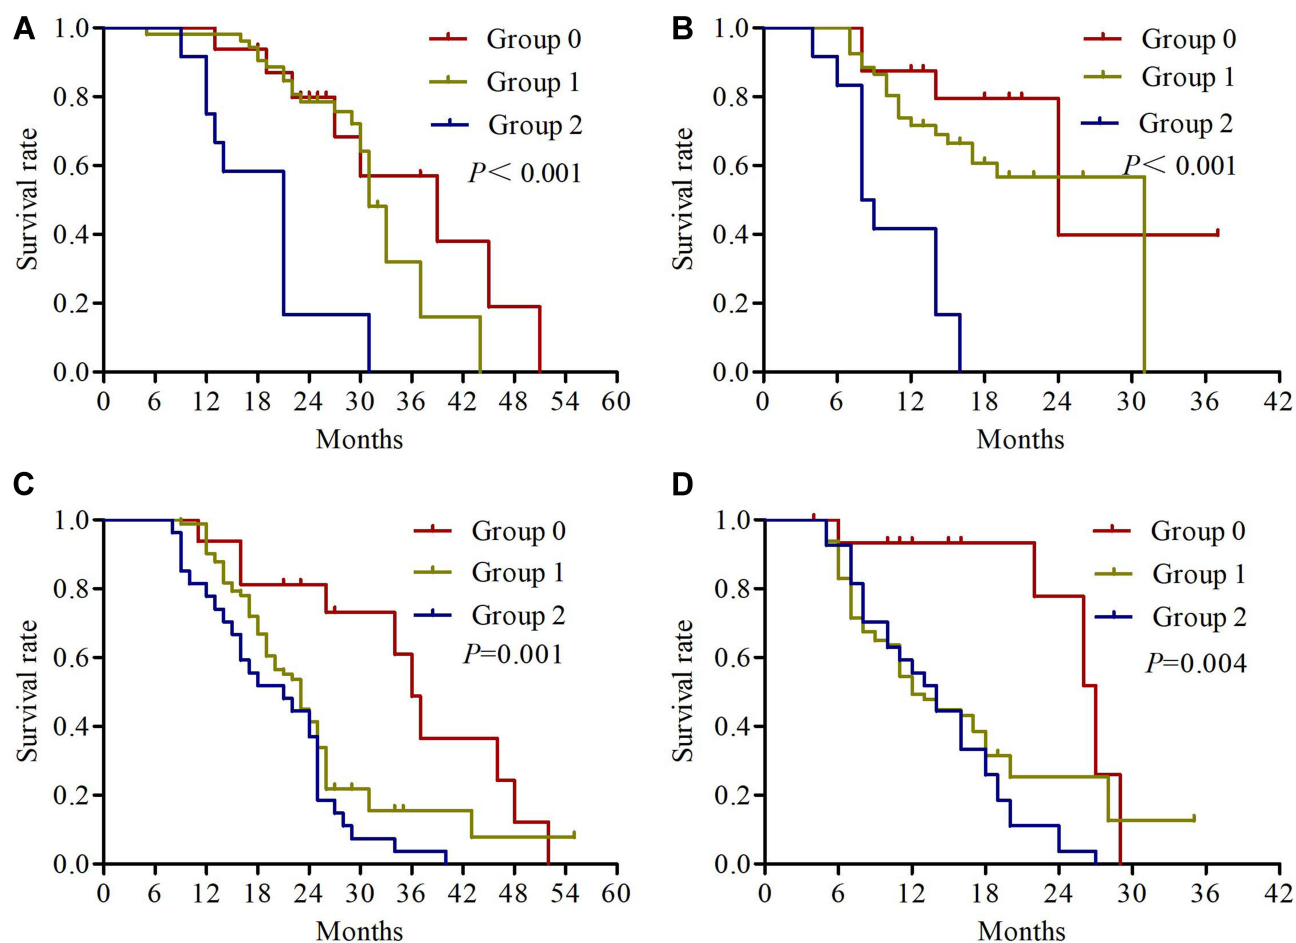 A
1.0
0.8
0.6
0.4
0.2
0.0
Survival rate
Group 0
Group 1
Group 2
P< 0.001
0 6 12 18 24 30 36 42 48 54 60
Months
B
1.0
0.8
0.6
0.4
0.2
0.0
Survival rate
Group 0
Group 1
Group 2
P< 0.001
0 6 12 18 24 30 36 42
Months
C
1.0
0.8
0.6
0.4
0.2
0.0
Survival rate
Group 0
Group 1
Group 2
P=0.001
0 6 12 18 24 30 36 42 48 54 60
Months
D
1.0
0.8
0.6
0.4
0.2
0.0
Survival rate
Group 0
Group 1
Group 2
P=0.004
0 6 12 18 24 30 36 42
Months